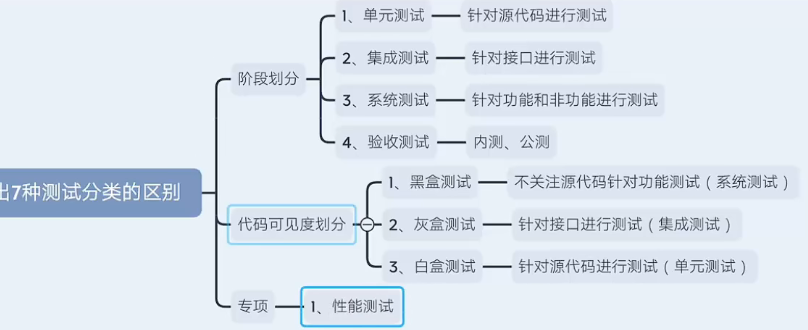 出7种测试分类的区别
阶段划分
1、单元测试
针对源代码进行测试
2、集成测试
针对接口进行测试
3、系统测试
针对功能和非功能进行测试
4、验收测试
内测、公测
代码可见度划分
1、黑盒测试
不关注源代码针对功能测试（系统测试）
2、灰盒测试
针对接口进行测试（集成测试）
3、白盒测试
针对源代码进行测试（单元测试）
专项
1、性能测试